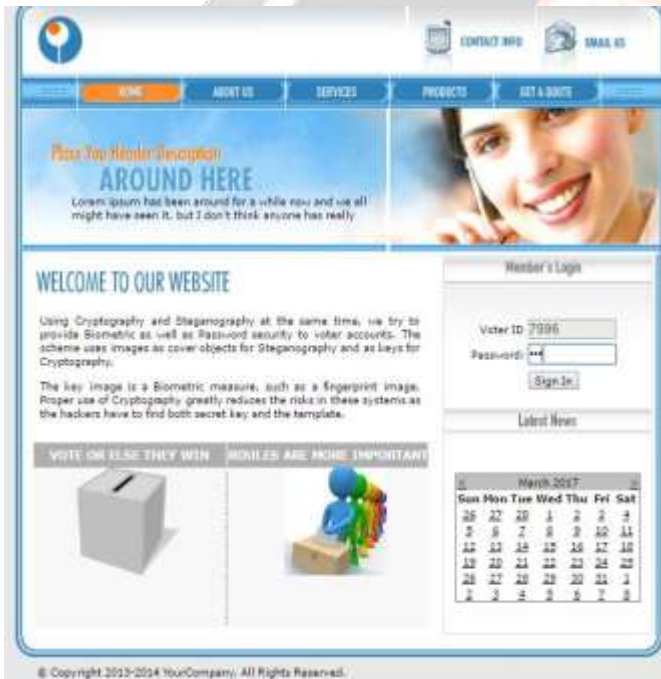 CONTACT INFO
EMAIL US
HOME
ABOUT US
SERVICES
PRODUCTS
GET A QUOTE
Place You Header Description
AROUND HERE
Lorem ipsum has been around for a while now and we all
might have seen it, but I don't think anyone has really
WELCOME TO OUR WEBSITE
Using Cryptography and Steganography at the same time, we try to
provide Biometric as well as Password security to voter accounts. The
scheme uses images as cover objects for Steganography and as keys for
Cryptography.
The key image is a Biometric measure, such as a fingerprint image.
Proper use of Cryptography greatly reduces the risks in these systems as
the hackers have to find both secret key and the template.
VOTE OR ELSE THEY WIN
ROULES ARE MORE IMPORTANT
Member's Login
Voter ID 7996
Password: •••
Sign In
Latest News
< March 2017 >
Sun Mon Tue Wed Thu Fri Sat
26 27 28 1 2 3 4
5 6 7 8 9 10 11
12 13 14 15 16 17 18
19 20 21 22 23 24 25
26 27 28 29 30 31 1
2 3 4 5 6 7 8
© Copyright 2013-2014 YourCompany. All Rights Reserved.